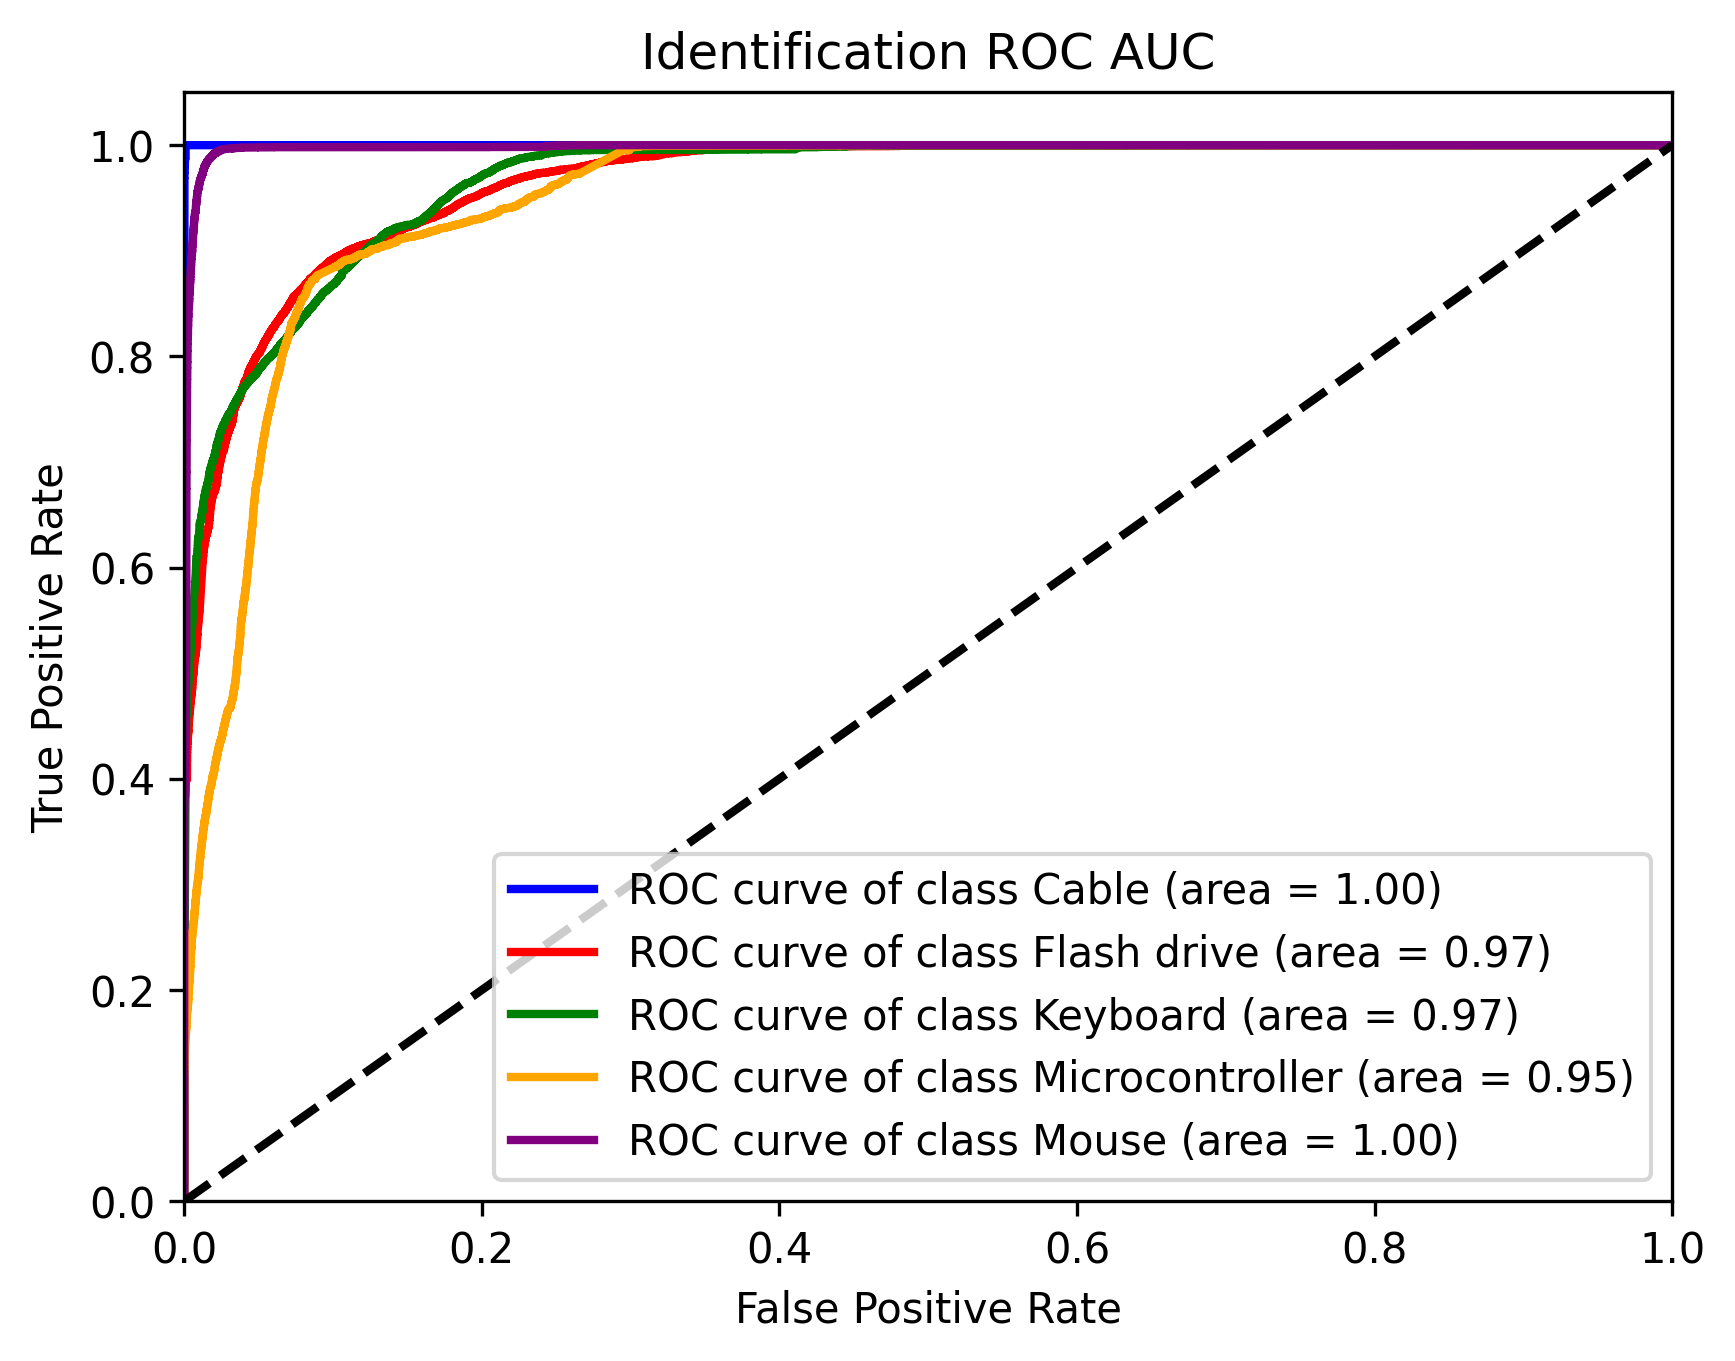 Identification ROC AUC
1.0
0.8
0.6
0.4
0.2
0.0
True Positive Rate
ROC curve of class Cable (area = 1.00)
ROC curve of class Flash drive (area = 0.97)
ROC curve of class Keyboard (area = 0.97)
ROC curve of class Microcontroller (area = 0.95)
ROC curve of class Mouse (area = 1.00)
0.0 0.2 0.4 0.6 0.8 1.0
False Positive Rate